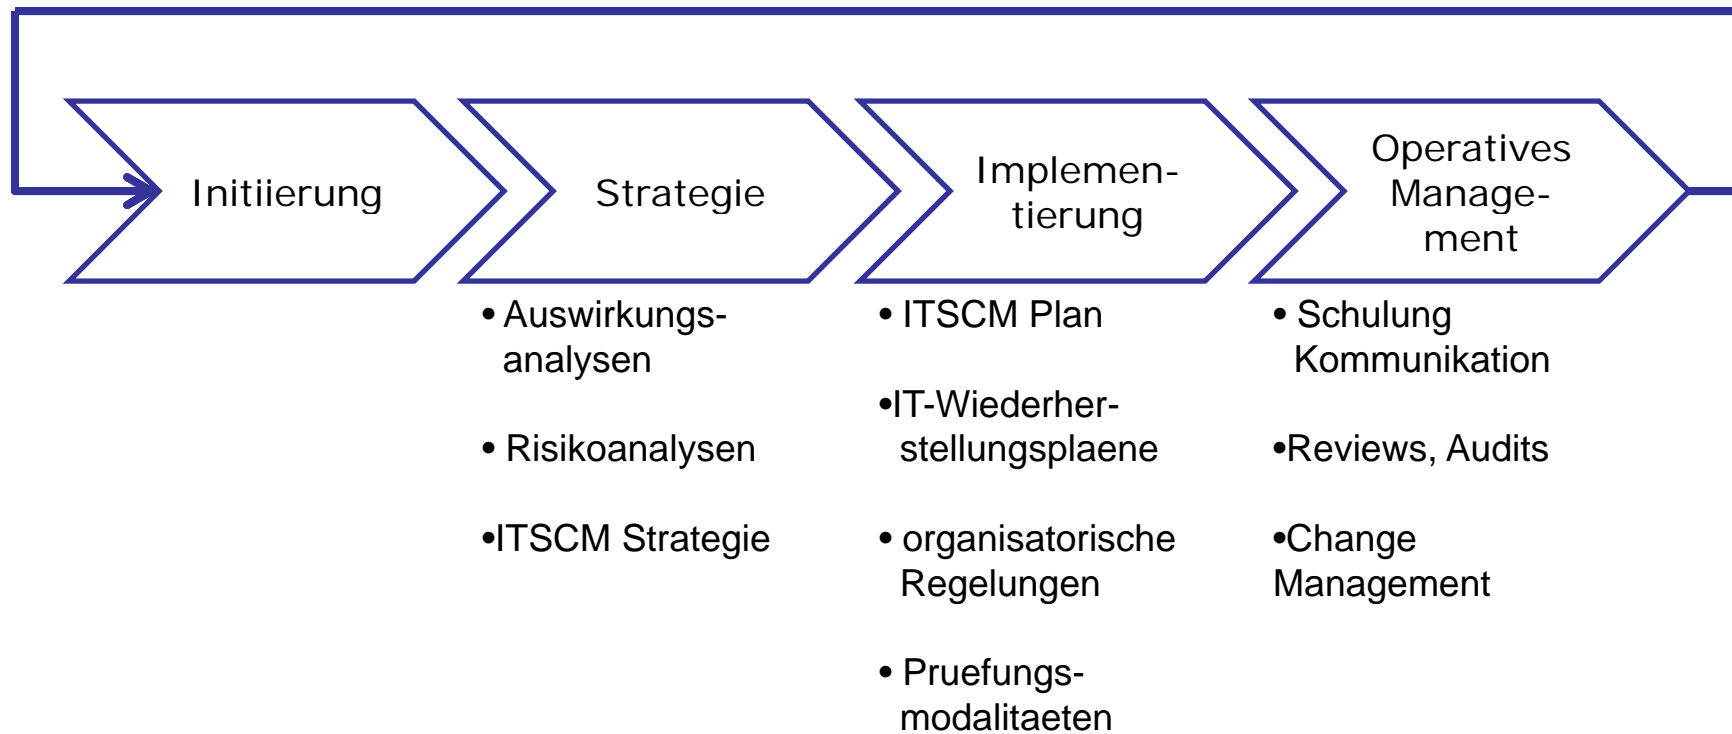 Initiierung
Strategie
Implemen-
tierung
Operatives
Manage-
ment
• Auswirkungs-
analysen
• Risikoanalysen
•ITSCM Strategie
• ITSCM Plan
•IT-Wiederher-
stellungsplaene
• organisatorische
Regelungen
• Pruefungs-
modalitaeten
• Schulung
Kommunikation
•Reviews, Audits
•Change
Management